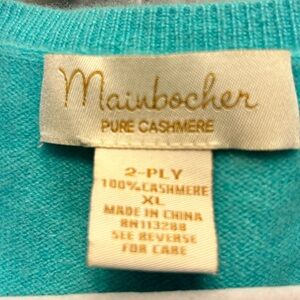 Mainbocher
PURE CASHMERE
2-PLY
100% CASHMERE
XL
MADE IN CHINA
RN113288
SEE REVERSE
FOR CARE